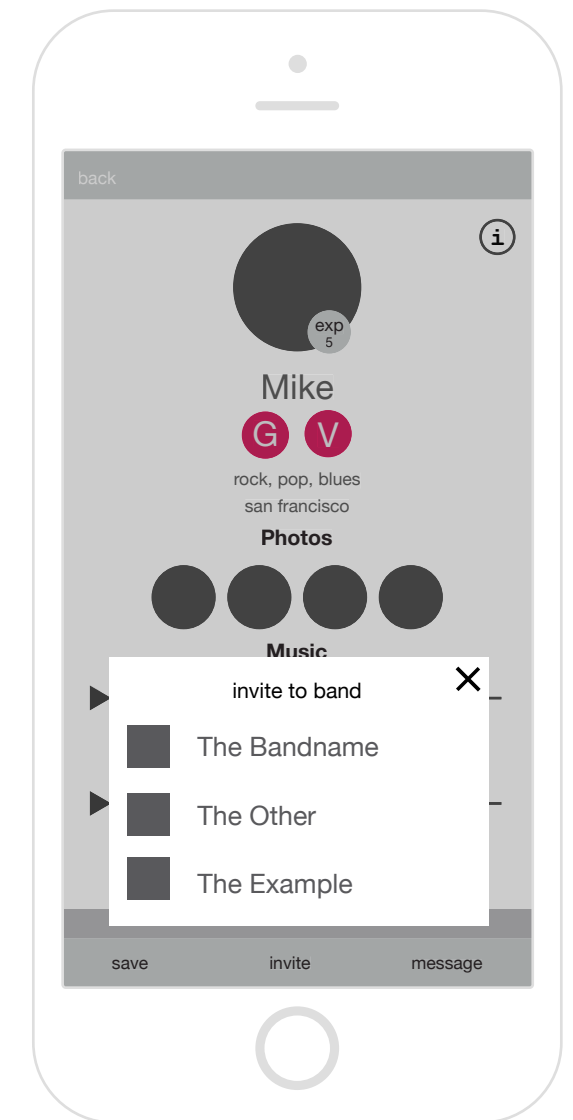 back
i
exp
5
Mike
G V
rock, pop, blues
san francisco
Photos
Music
invite to band
The Bandname
The Other
The Example
save invite message